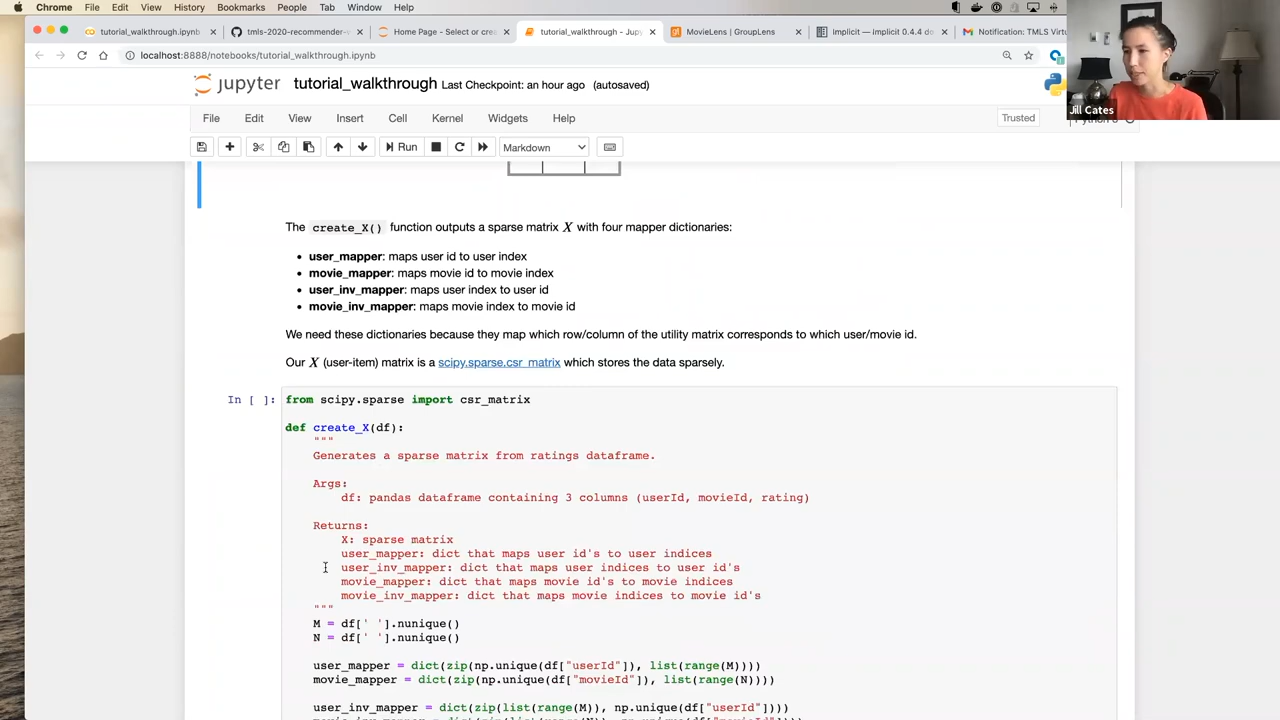 Chrome File Edit View History Bookmarks People Tab Window Help
tutorial_walkthrough.ipynb
tmls-2020-recommender-
Home Page - Select or crea
tutorial_walkthrough - Jupy
MovieLens | GroupLens
Implicit — Implicit 0.4.4 do
Notification: TMLS Virtu
localhost:8888/notebooks/tutorial_walkthrough.ipynb
jupyter tutorial_walkthrough Last Checkpoint: an hour ago (autosaved)
Jill Cates
File Edit View Insert Cell Kernel Widgets Help
Trusted
Run Markdown
The create_X() function outputs a sparse matrix X with four mapper dictionaries:
• user_mapper: maps user id to user index
• movie_mapper: maps movie id to movie index
• user_inv_mapper: maps user index to user id
• movie_inv_mapper: maps movie index to movie id
We need these dictionaries because they map which row/column of the utility matrix corresponds to which user/movie id.
Our X (user-item) matrix is a scipy.sparse.csr_matrix which stores the data sparsely.
In [ ]: from scipy.sparse import csr_matrix
def create_X(df):
"""
Generates a sparse matrix from ratings dataframe.
Args:
df: pandas dataframe containing 3 columns (userId, movieId, rating)
Returns:
X: sparse matrix
user_mapper: dict that maps user id's to user indices
user_inv_mapper: dict that maps user indices to user id's
movie_mapper: dict that maps movie id's to movie indices
movie_inv_mapper: dict that maps movie indices to movie id's
"""
M = df[' '].nunique()
N = df[' '].nunique()
user_mapper = dict(zip(np.unique(df["userId"]), list(range(M))))
movie_mapper = dict(zip(np.unique(df["movieId"]), list(range(N))))
user_inv_mapper = dict(zip(list(range(M)), np.unique(df["userId"])))